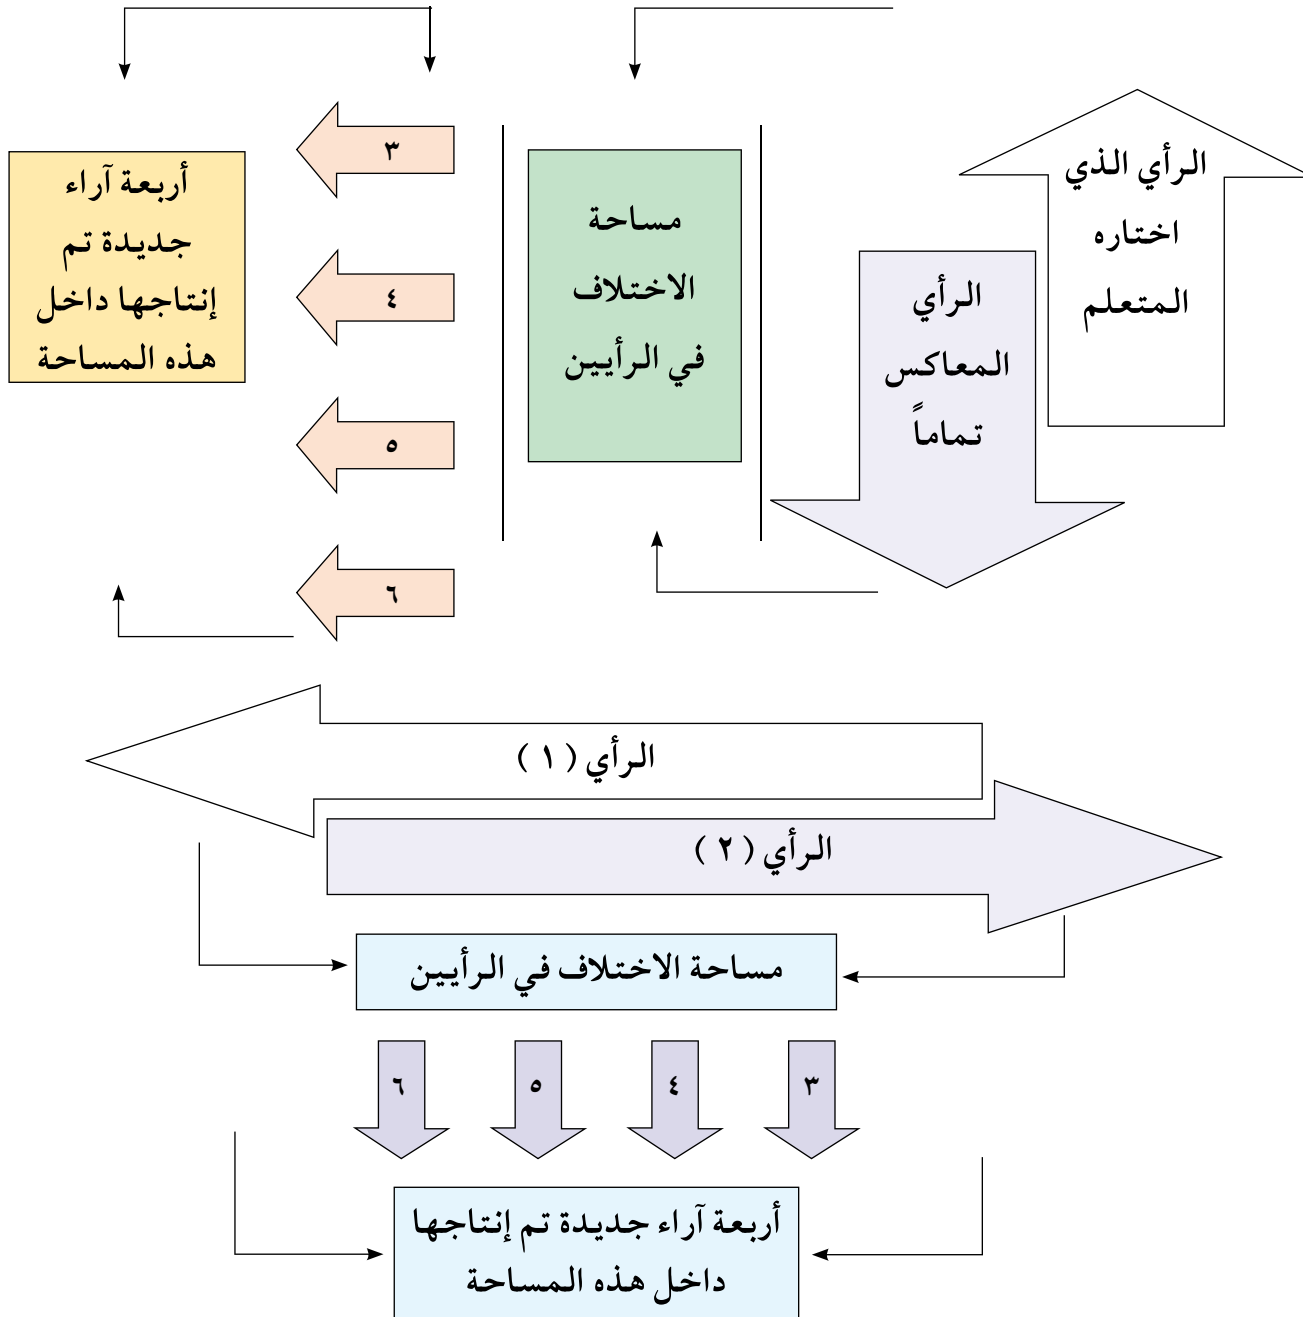 الرأي الذي
اختاره
المتعلم
الرأي
المعاكس
تماماً
مساحة
الاختلاف
في الرأيين
٣
٤
٥
٦
أربعة آراء
جديدة تم
إنتاجها داخل
هذه المساحة
الرأي ( ١ )
الرأي ( ٢ )
مساحة الاختلاف في الرأيين
٣ ٤ ٥ ٦
أربعة آراء جديدة تم إنتاجها
داخل هذه المساحة